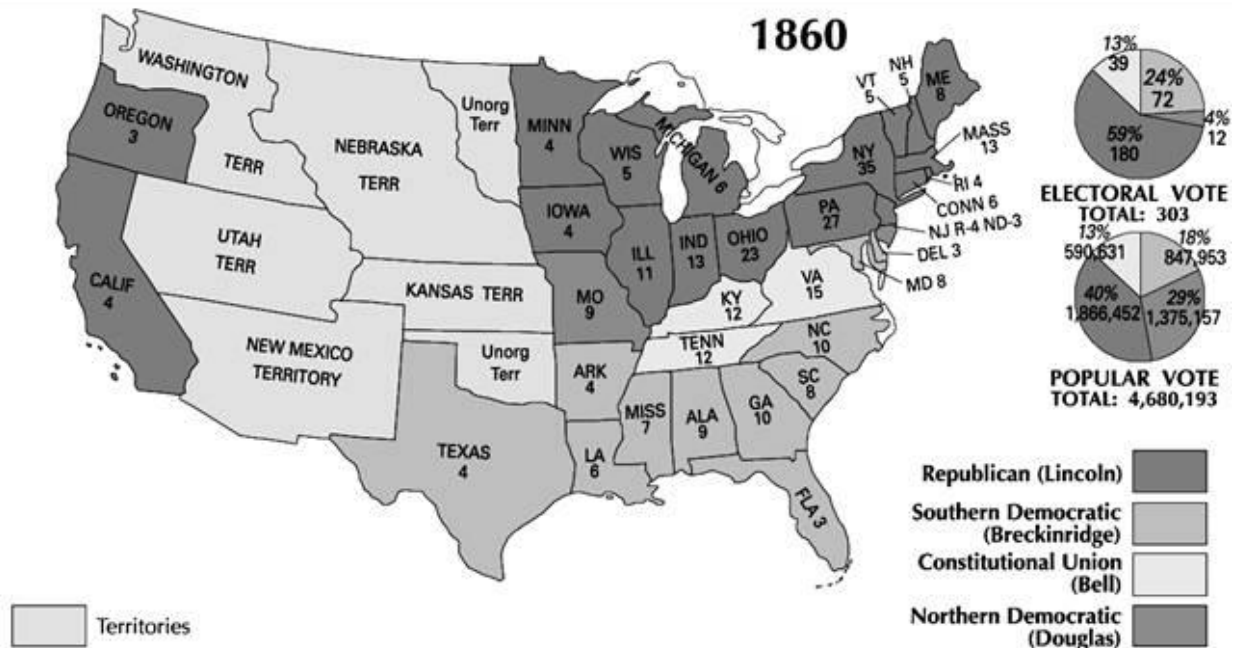 1860
WASHINGTON
TERR
OREGON
3
CALIF
4
NEBRASKA
TERR
Unorg
Terr
UTAH
TERR
KANSAS TERR
NEW MEXICO
TERRITORY
Unorg
Terr
TEXAS
4
MINN
4
IOWA
4
MO
9
ARK
4
LA
6
WIS
5
MICHIGAN 6
ILL
11
IND
13
OHIO
23
KY
12
TENN
12
MISS
7
ALA
9
GA
10
FLA 3
SC
8
NC
10
VA
15
PA
27
NY
35
VT
5
NH
5
ME
8
MASS
13
RI 4
CONN 6
NJ R-4 ND-3
DEL 3
MD 8
13%
39
24%
72
4%
12
59%
180
ELECTORAL VOTE
TOTAL: 303
13%
590,631
18%
847,953
40%
1,866,452
29%
1,375,157
POPULAR VOTE
TOTAL: 4,680,193
Republican (Lincoln)
Southern Democratic
(Breckinridge)
Constitutional Union
(Bell)
Northern Democratic
(Douglas)
Territories